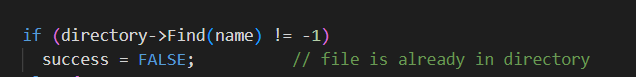 if (directory->Find(name) != -1)
success = FALSE; // file is already in directory